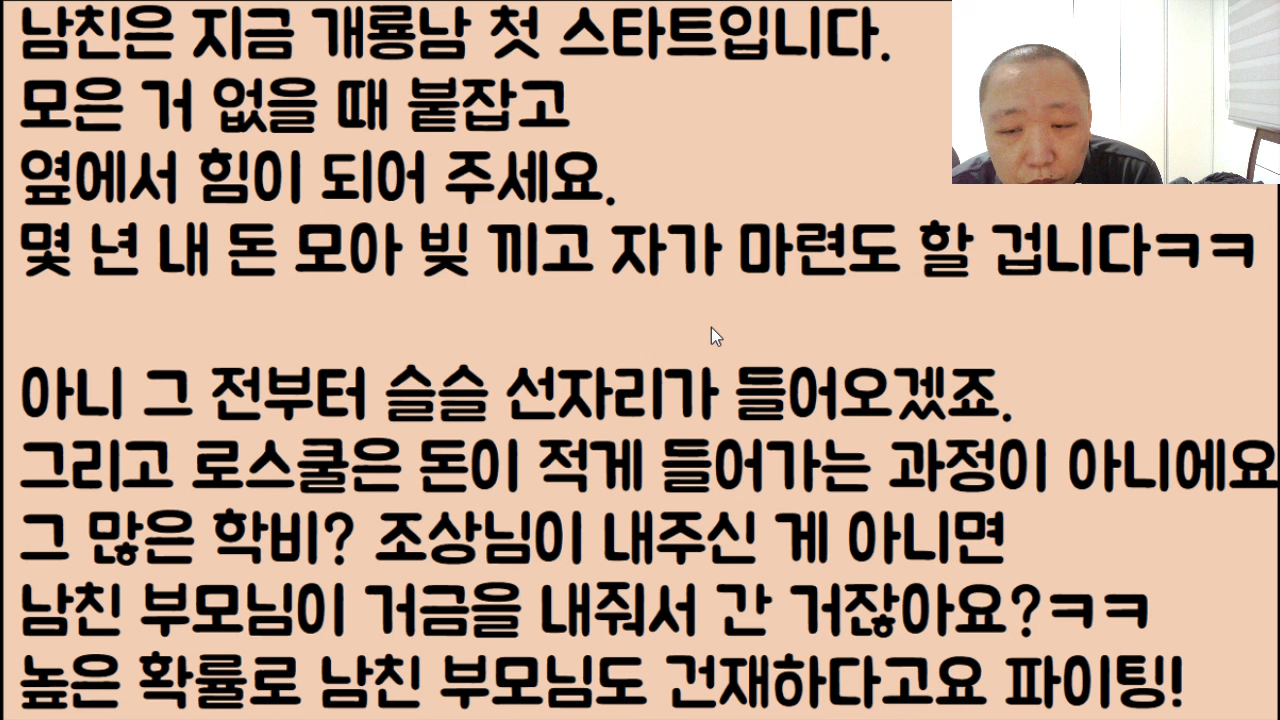 남친은 지금 개룡남 첫 스타트입니다.
모은 거 없을 때 붙잡고
옆에서 힘이 되어 주세요.
몇 년 내 돈 모아 빚 끼고 자가 마련도 할 겁니다ㅋㅋ
아니 그 전부터 슬슬 선자리가 들어오겠죠.
그리고 로스쿨은 돈이 적게 들어가는 과정이 아니에요
그 많은 학비? 조상님이 내주신 게 아니면
남친 부모님이 거금을 내줘서 간 거잖아요?ㅋㅋ
높은 확률로 남친 부모님도 건재하다고요 파이팅!